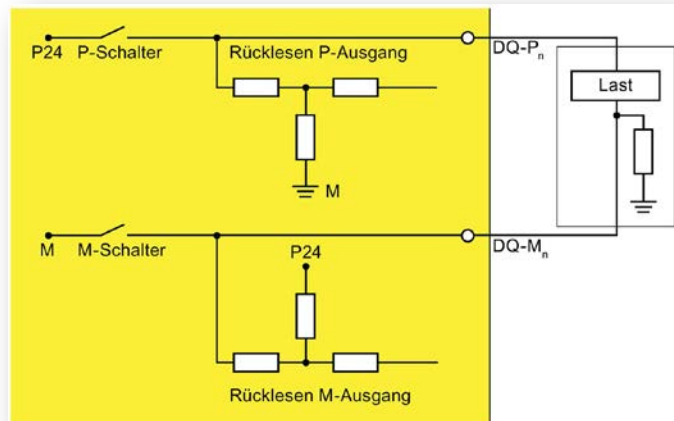 P24 P-Schalter Rücklesen P-Ausgang DQ-Pn
Last
M
M M-Schalter P24 DQ-Mn
Rücklesen M-Ausgang